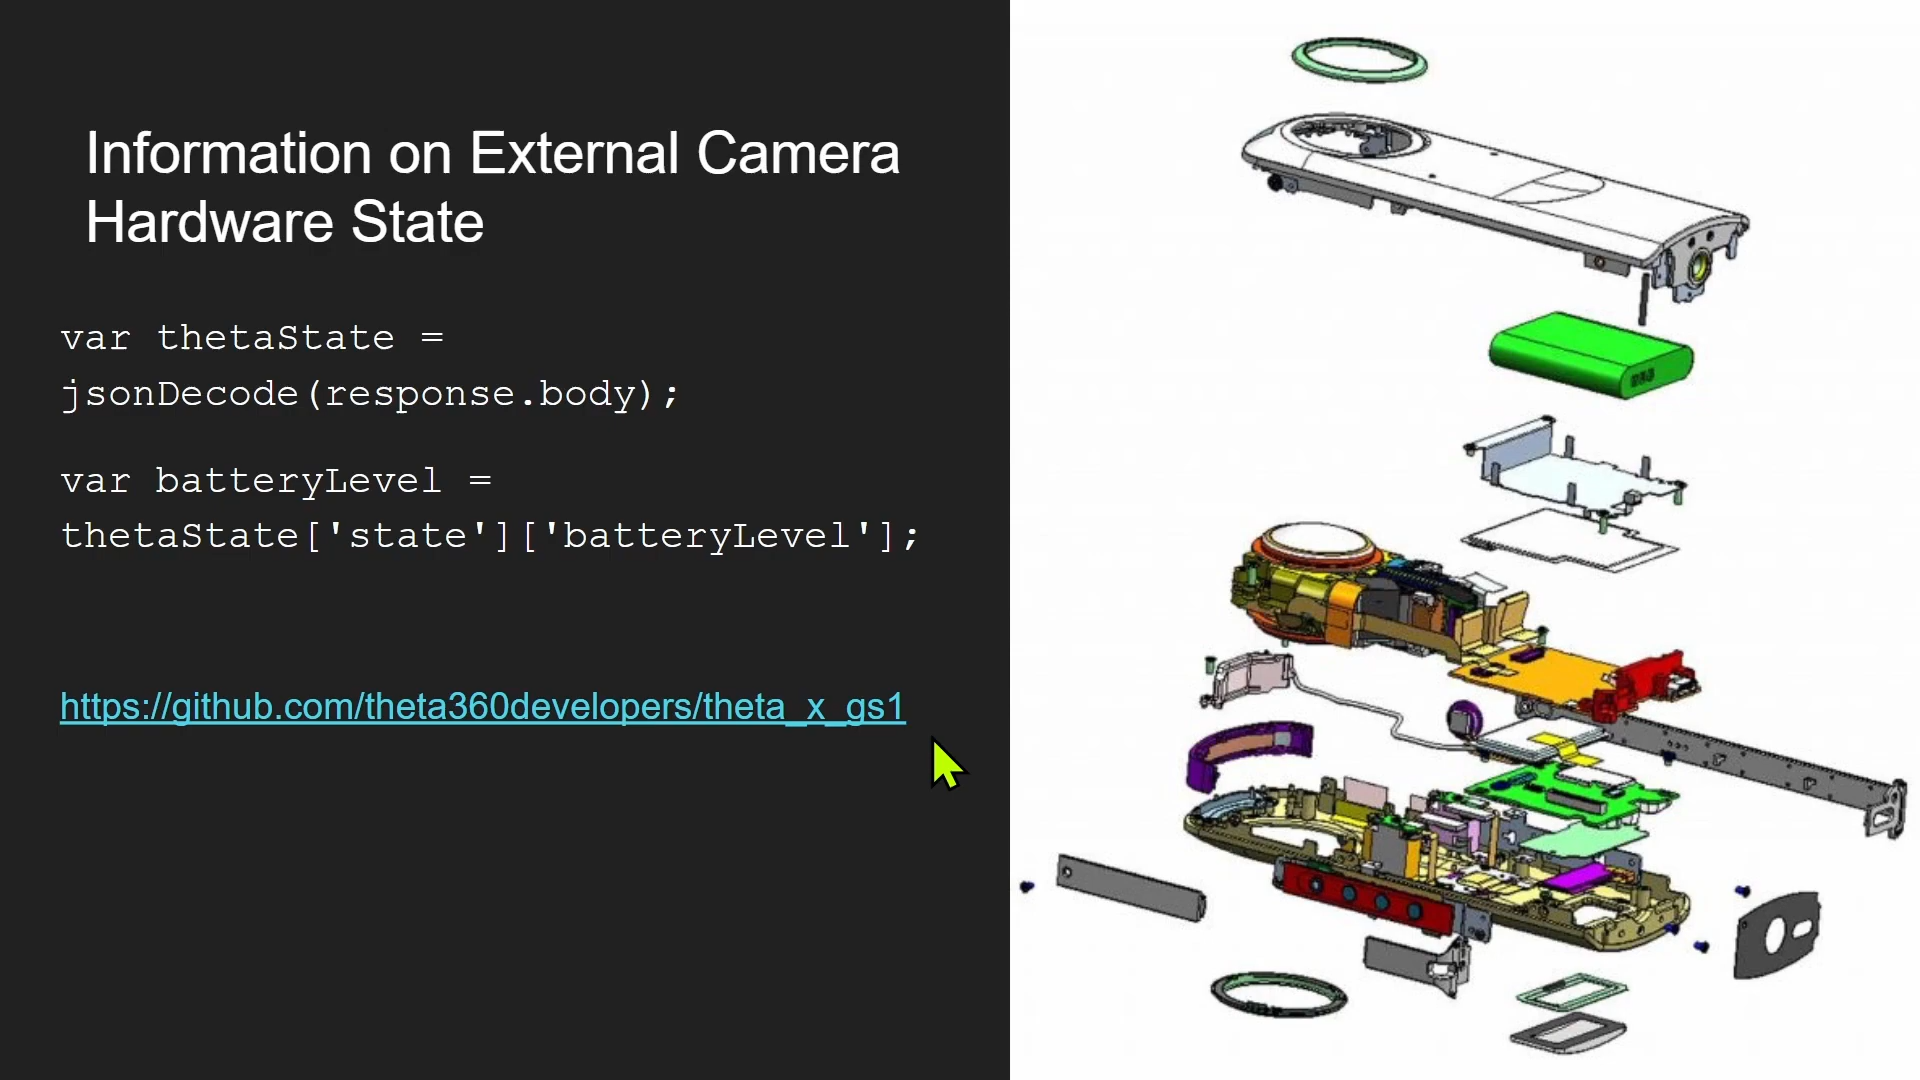 Information on External Camera
Hardware State
var thetaState =
jsonDecode(response.body);
var batteryLevel =
thetaState['state']['batteryLevel'];
https://github.com/theta360developers/theta_x_gs1